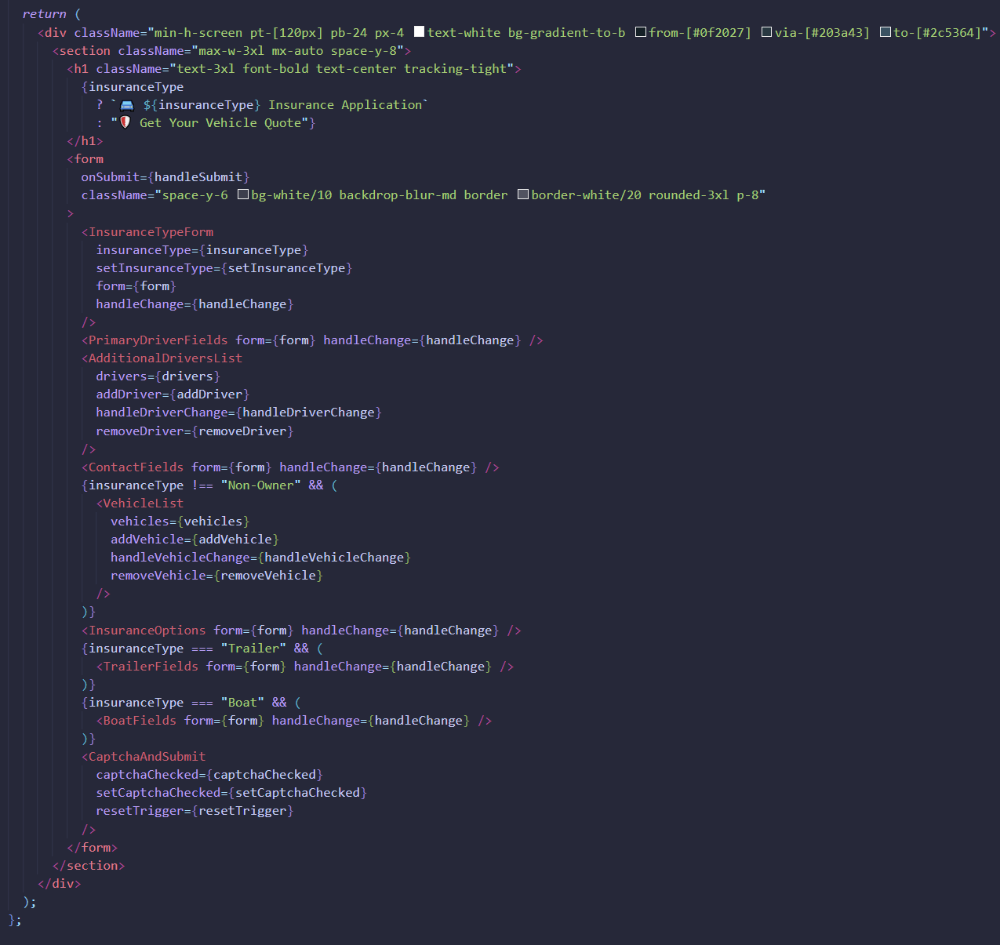 return (
<div className="min-h-screen pt-[120px] pb-24 px-4 text-white bg-gradient-to-b from-[#0f2027] via-[#203a43] to-[#2c5364]">
<section className="max-w-3xl mx-auto space-y-8">
<h1 className="text-3xl font-bold text-center tracking-tight">
{insuranceType
? `🚘 ${insuranceType} Insurance Application`
: "🛡️ Get Your Vehicle Quote"}
</h1>
<form
onSubmit={handleSubmit}
className="space-y-6 bg-white/10 backdrop-blur-md border border-white/20 rounded-3xl p-8"
>
<InsuranceTypeForm
insuranceType={insuranceType}
setInsuranceType={setInsuranceType}
form={form}
handleChange={handleChange}
/>
<PrimaryDriverFields form={form} handleChange={handleChange} />
<AdditionalDriversList
drivers={drivers}
addDriver={addDriver}
handleDriverChange={handleDriverChange}
removeDriver={removeDriver}
/>
<ContactFields form={form} handleChange={handleChange} />
{insuranceType !== "Non-Owner" && (
<VehicleList
vehicles={vehicles}
addVehicle={addVehicle}
handleVehicleChange={handleVehicleChange}
removeVehicle={removeVehicle}
/>
)}
<InsuranceOptions form={form} handleChange={handleChange} />
{insuranceType === "Trailer" && (
<TrailerFields form={form} handleChange={handleChange} />
)}
{insuranceType === "Boat" && (
<BoatFields form={form} handleChange={handleChange} />
)}
<CaptchaAndSubmit
captchaChecked={captchaChecked}
setCaptchaChecked={setCaptchaChecked}
resetTrigger={resetTrigger}
/>
</form>
</section>
</div>
);
};